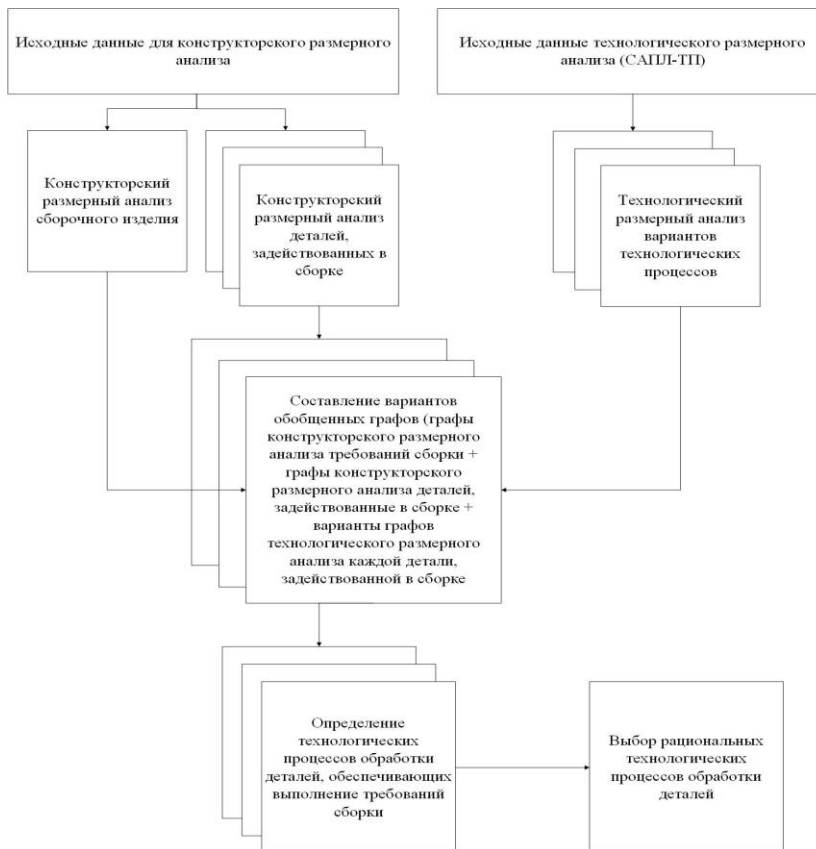 Исходные данные для конструкторского размерного
анализа
Исходные данные технологического размерного
анализа (САПЛ-ТП)
Конструкторский
размерный анализ
сборочного изделия
Конструкторский
размерный анализ
деталей,
задействованных в
сборке
Технологический
размерный анализ
вариантов
технологических
процессов
Составление вариантов
обобщенных графов (графы
конструкторского размерного
анализа требований сборки +
графы конструкторского
размерного анализа деталей,
задействованные в сборке +
варианты графов
технологического размерного
анализа каждой детали,
задействованной в сборке
Определение
технологических
процессов обработки
деталей, обеспечивающих
выполнение требований
сборки
Выбор рациональных
технологических
процессов обработки
деталей